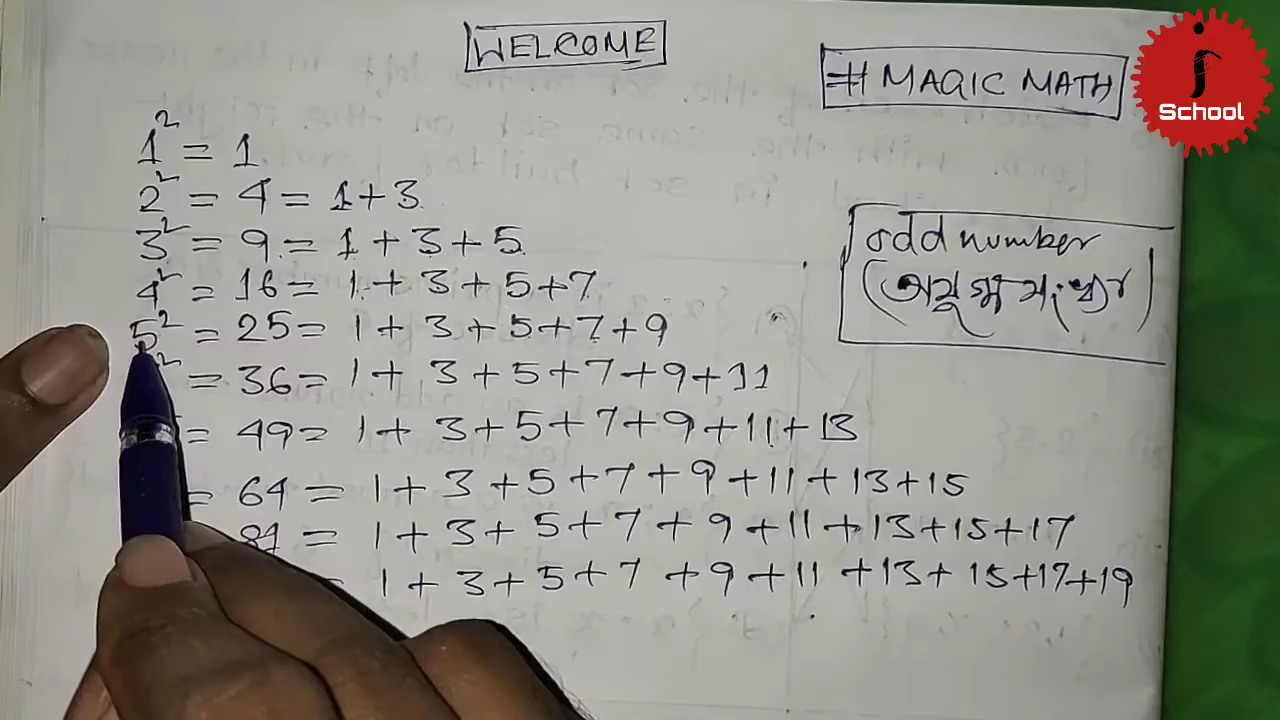 WELCOME
# MAGIC MATH
School
1² = 1
2² = 4 = 1+3
3² = 9 = 1 + 3 + 5
4² = 16 = 1 + 3 + 5 + 7
5² = 25 = 1 + 3 + 5 + 7 + 9
² = 36 = 1 + 3 + 5 + 7 + 9 + 11
= 49 = 1 + 3 + 5 + 7 + 9 + 11 + 13
= 64 = 1 + 3 + 5 + 7 + 9 + 11 + 13 + 15
81 = 1 + 3 + 5 + 7 + 9 + 11 + 13 + 15 + 17
= 1 + 3 + 5 + 7 + 9 + 11 + 13 + 15 + 17 + 19
odd number
(অযুগ্ম সংখ্যা)